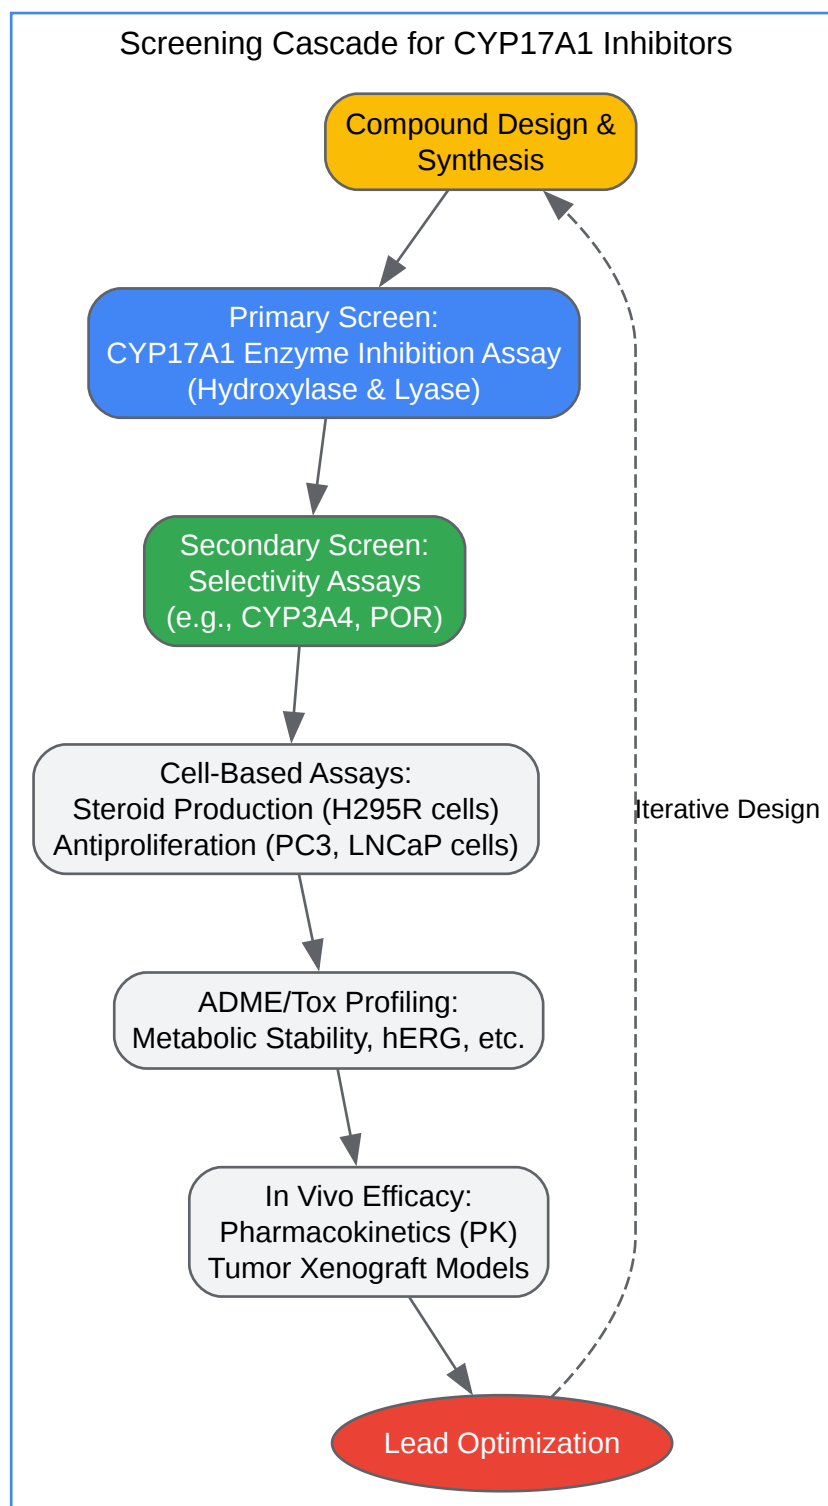 Screening Cascade for CYP17A1 Inhibitors
Compound Design &
Synthesis
Primary Screen:
CYP17A1 Enzyme Inhibition Assay
(Hydroxylase & Lyase)
Secondary Screen:
Selectivity Assays
(e.g., CYP3A4, POR)
Cell-Based Assays:
Steroid Production (H295R cells)
Antiproliferation (PC3, LNCaP cells)
Iterative Design
ADME/Tox Profiling:
Metabolic Stability, hERG, etc.
In Vivo Efficacy:
Pharmacokinetics (PK)
Tumor Xenograft Models
Lead Optimization